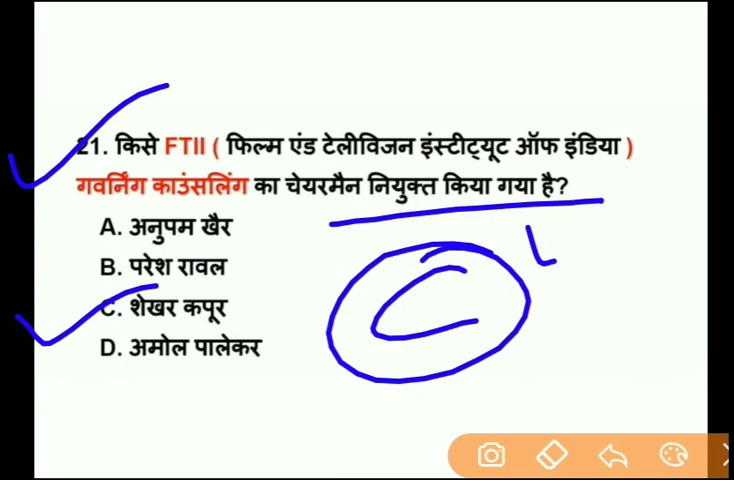 21. किसे FTII ( फिल्म एंड टेलीविजन इंस्टीट्यूट ऑफ इंडिया )
गवर्निंग काउंसलिंग का चेयरमैन नियुक्त किया गया है?
A. अनुपम खैर
B. परेश रावल
C. शेखर कपूर
D. अमोल पालेकर
C